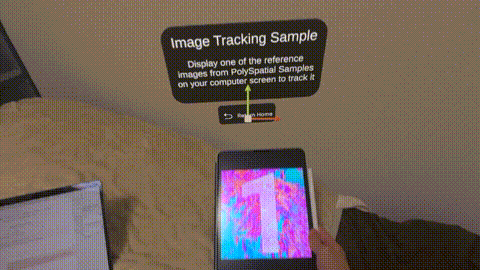 Image Tracking Sample
Display one of the reference
images from PolySpatial Samples
on your computer screen to track it
Return Home
1